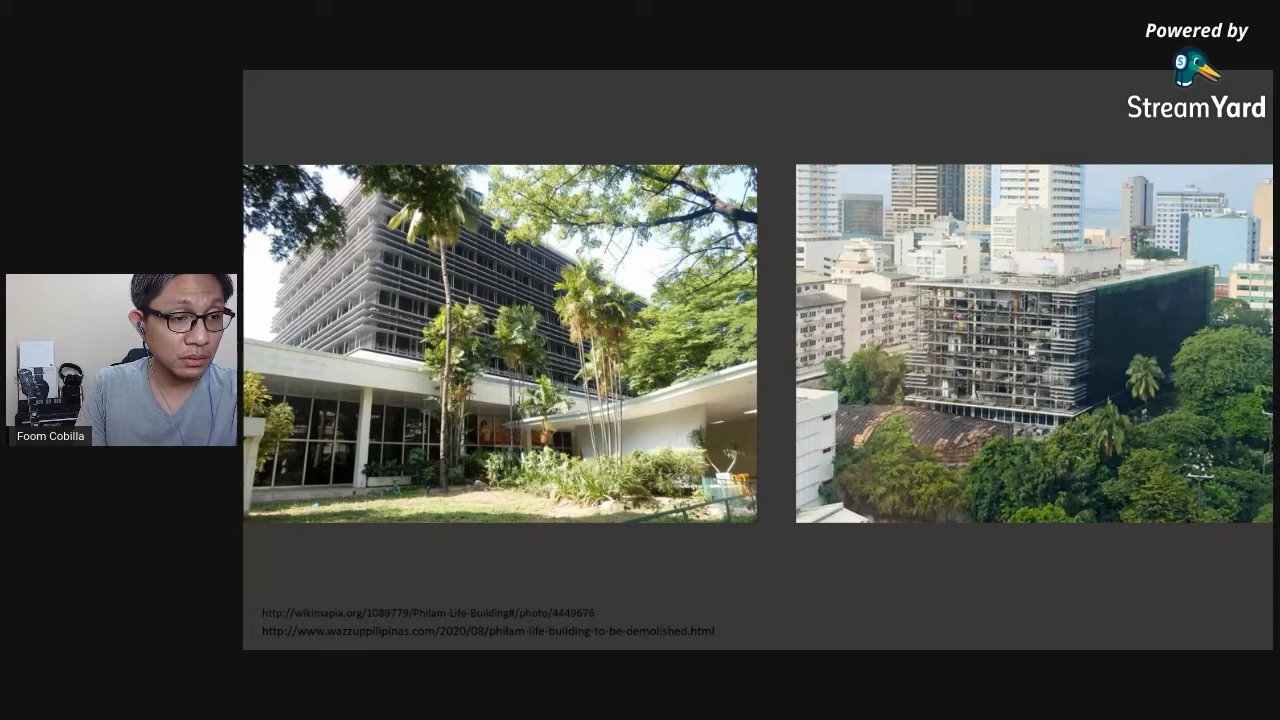 Powered by
StreamYard
Foom Cobilla
http://wikimapia.org/1089779/Philam-Life-Building#/photo/4449676
http://www.wazzuppilipinas.com/2020/08/philam-life-building-to-be-demolished.html